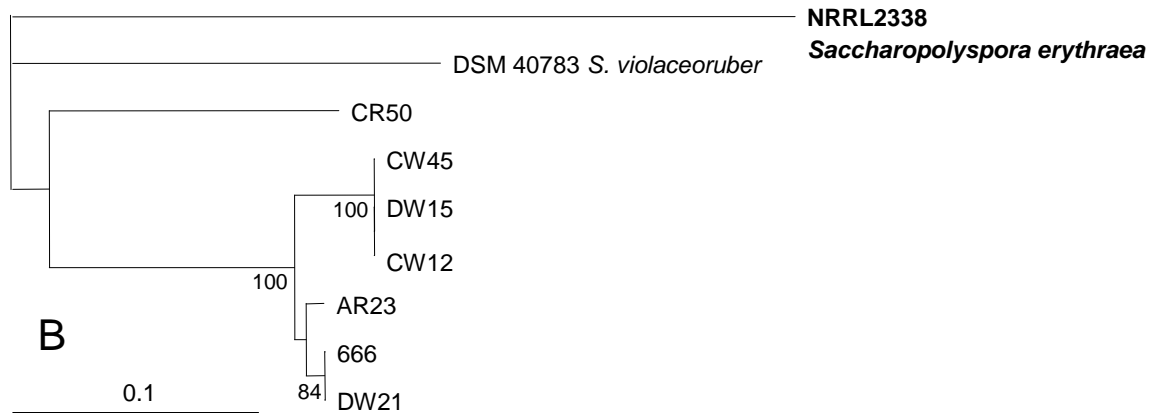 NRRL2338
Saccharopolyspora erythraea
DSM 40783 S. violaceoruber
CR50
CW45
100
DW15
CW12
100
AR23
B
666
0.1
84
DW21